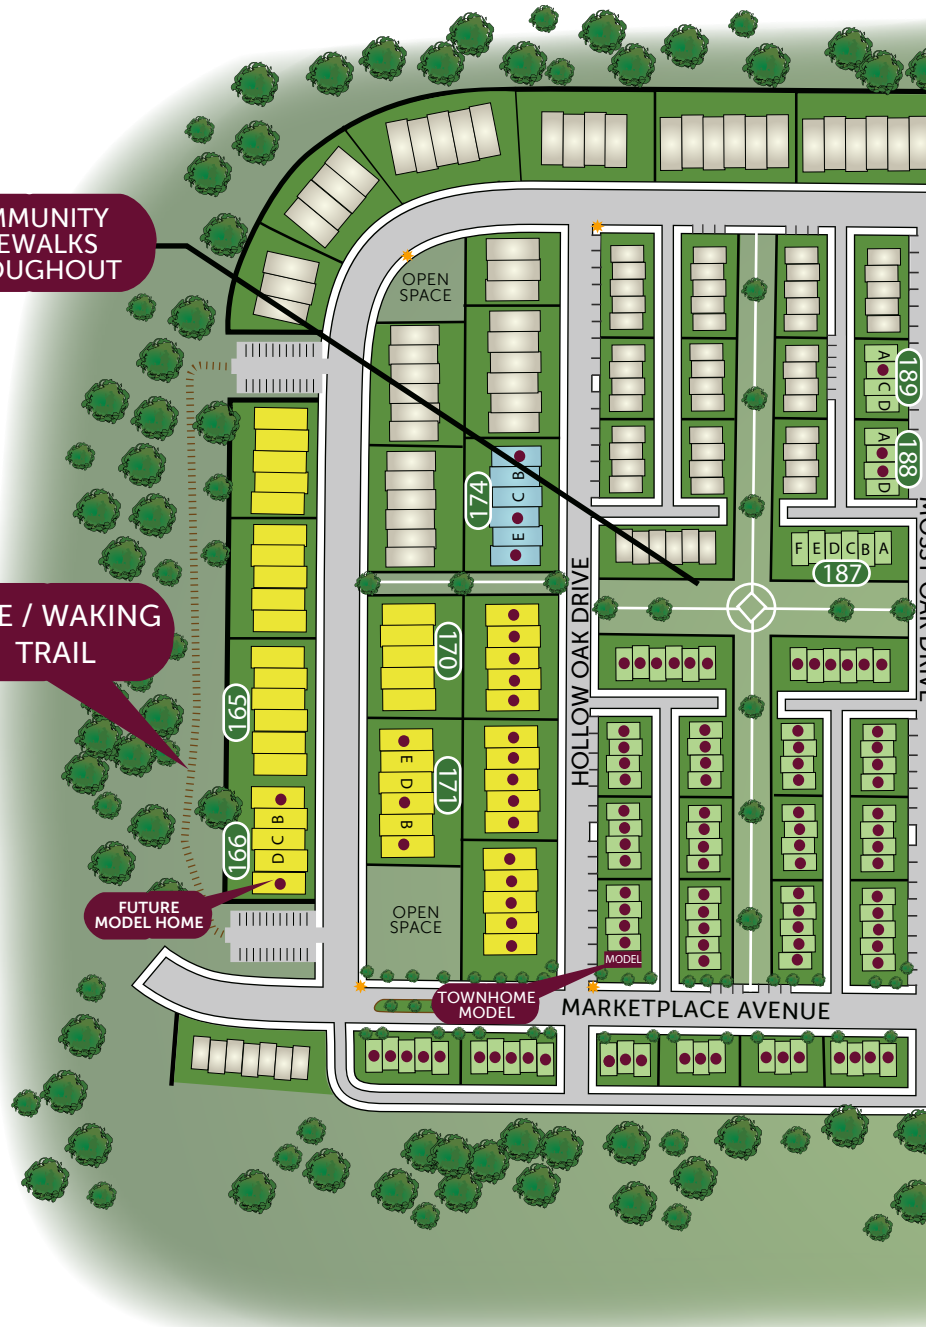 MMUNITY
EWALKS
OUGHOUT
OPEN
SPACE
A
C
D
189
A
D
188
174
B
C
E
F E D C B A
187
HOLLOW OAK DRIVE
E / WAKING
TRAIL
170
165
171
E
D
B
166
B
C
D
FUTURE
MODEL HOME
OPEN
SPACE
MODEL
TOWNHOME
MODEL
MARKETPLACE AVENUE